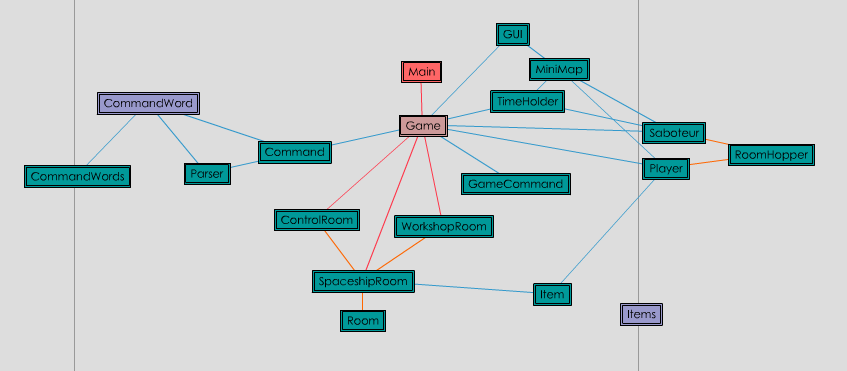 GUI
Main
MiniMap
CommandWord
TimeHolder
Game
Saboteur
Command
RoomHopper
CommandWords
Parser
Player
GameCommand
ControlRoom
WorkshopRoom
SpaceshipRoom
Item
Items
Room